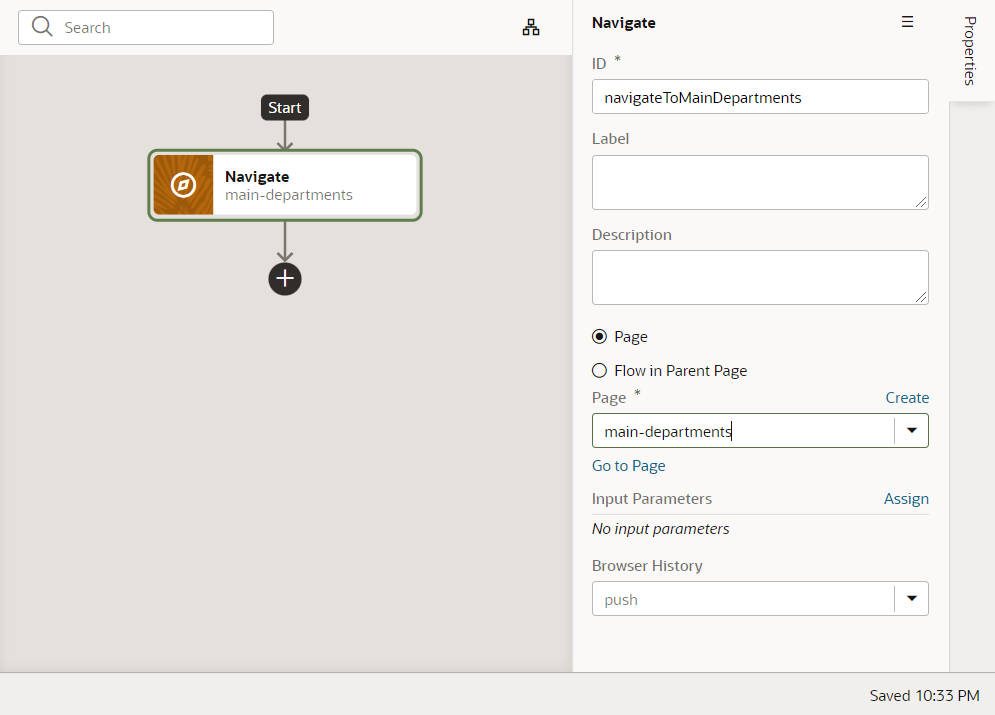 Search
Start
Navigate
main-departments
Navigate
Properties
ID *
navigateToMainDepartments
Label
Description
Page
Flow in Parent Page
Page * Create
main-departments
Go to Page
Input Parameters Assign
No input parameters
Browser History
push
Saved 10:33 PM